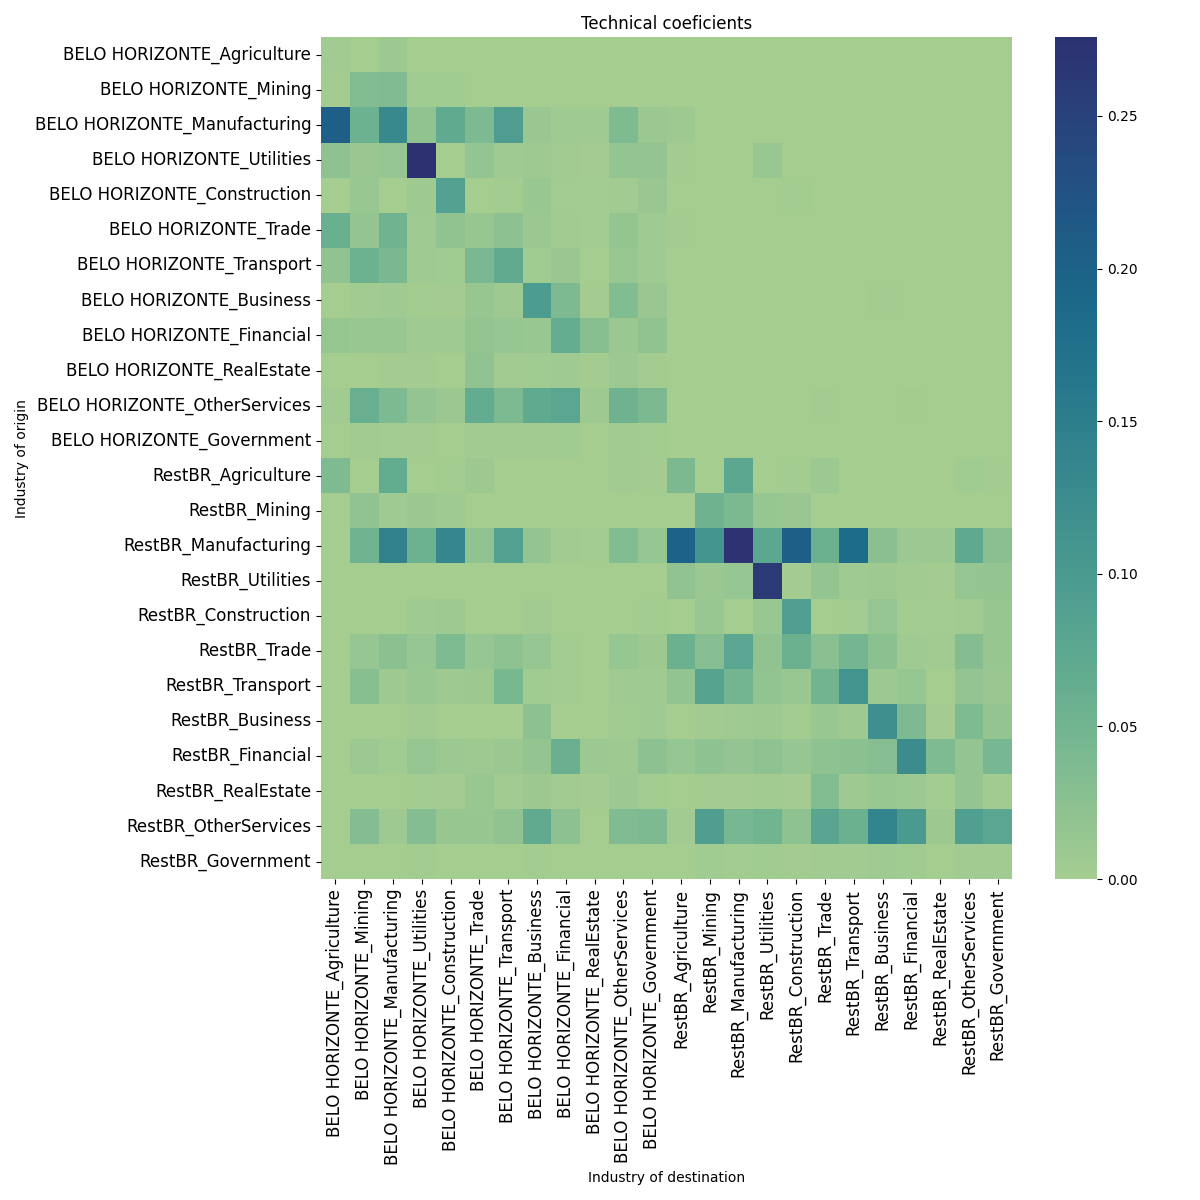 Technical coeficients
Industry of origin
BELO HORIZONTE_Agriculture
BELO HORIZONTE_Mining
BELO HORIZONTE_Manufacturing
BELO HORIZONTE_Utilities
BELO HORIZONTE_Construction
BELO HORIZONTE_Trade
BELO HORIZONTE_Transport
BELO HORIZONTE_Business
BELO HORIZONTE_Financial
BELO HORIZONTE_RealEstate
BELO HORIZONTE_OtherServices
BELO HORIZONTE_Government
RestBR_Agriculture
RestBR_Mining
RestBR_Manufacturing
RestBR_Utilities
RestBR_Construction
RestBR_Trade
RestBR_Transport
RestBR_Business
RestBR_Financial
RestBR_RealEstate
RestBR_OtherServices
RestBR_Government
BELO HORIZONTE_Agriculture
BELO HORIZONTE_Mining
BELO HORIZONTE_Manufacturing
BELO HORIZONTE_Utilities
BELO HORIZONTE_Construction
BELO HORIZONTE_Trade
BELO HORIZONTE_Transport
BELO HORIZONTE_Business
BELO HORIZONTE_Financial
BELO HORIZONTE_RealEstate
BELO HORIZONTE_OtherServices
BELO HORIZONTE_Government
RestBR_Agriculture
RestBR_Mining
RestBR_Manufacturing
RestBR_Utilities
RestBR_Construction
RestBR_Trade
RestBR_Transport
RestBR_Business
RestBR_Financial
RestBR_RealEstate
RestBR_OtherServices
RestBR_Government
Industry of destination
0.25
0.20
0.15
0.10
0.05
0.00